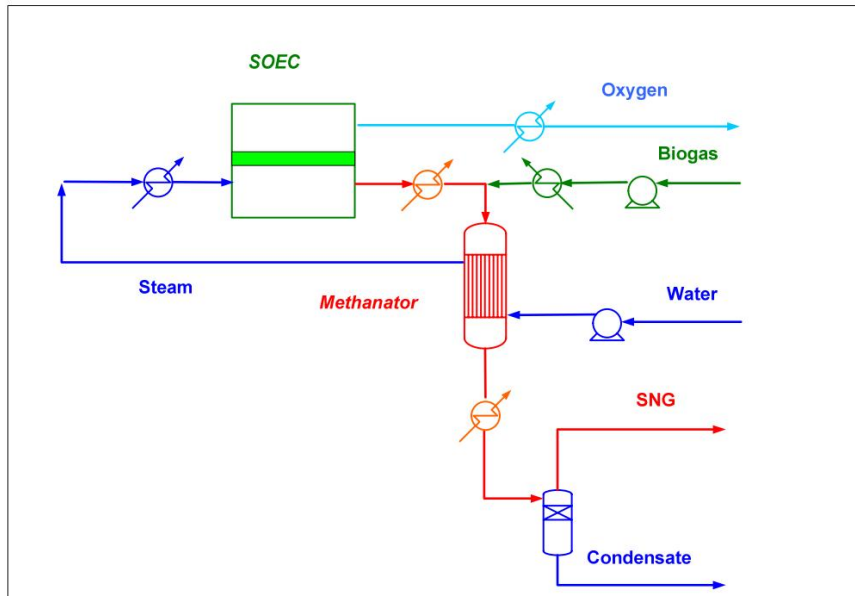 SOEC
Oxygen
Biogas
Steam
Methanator
Water
SNG
Condensate